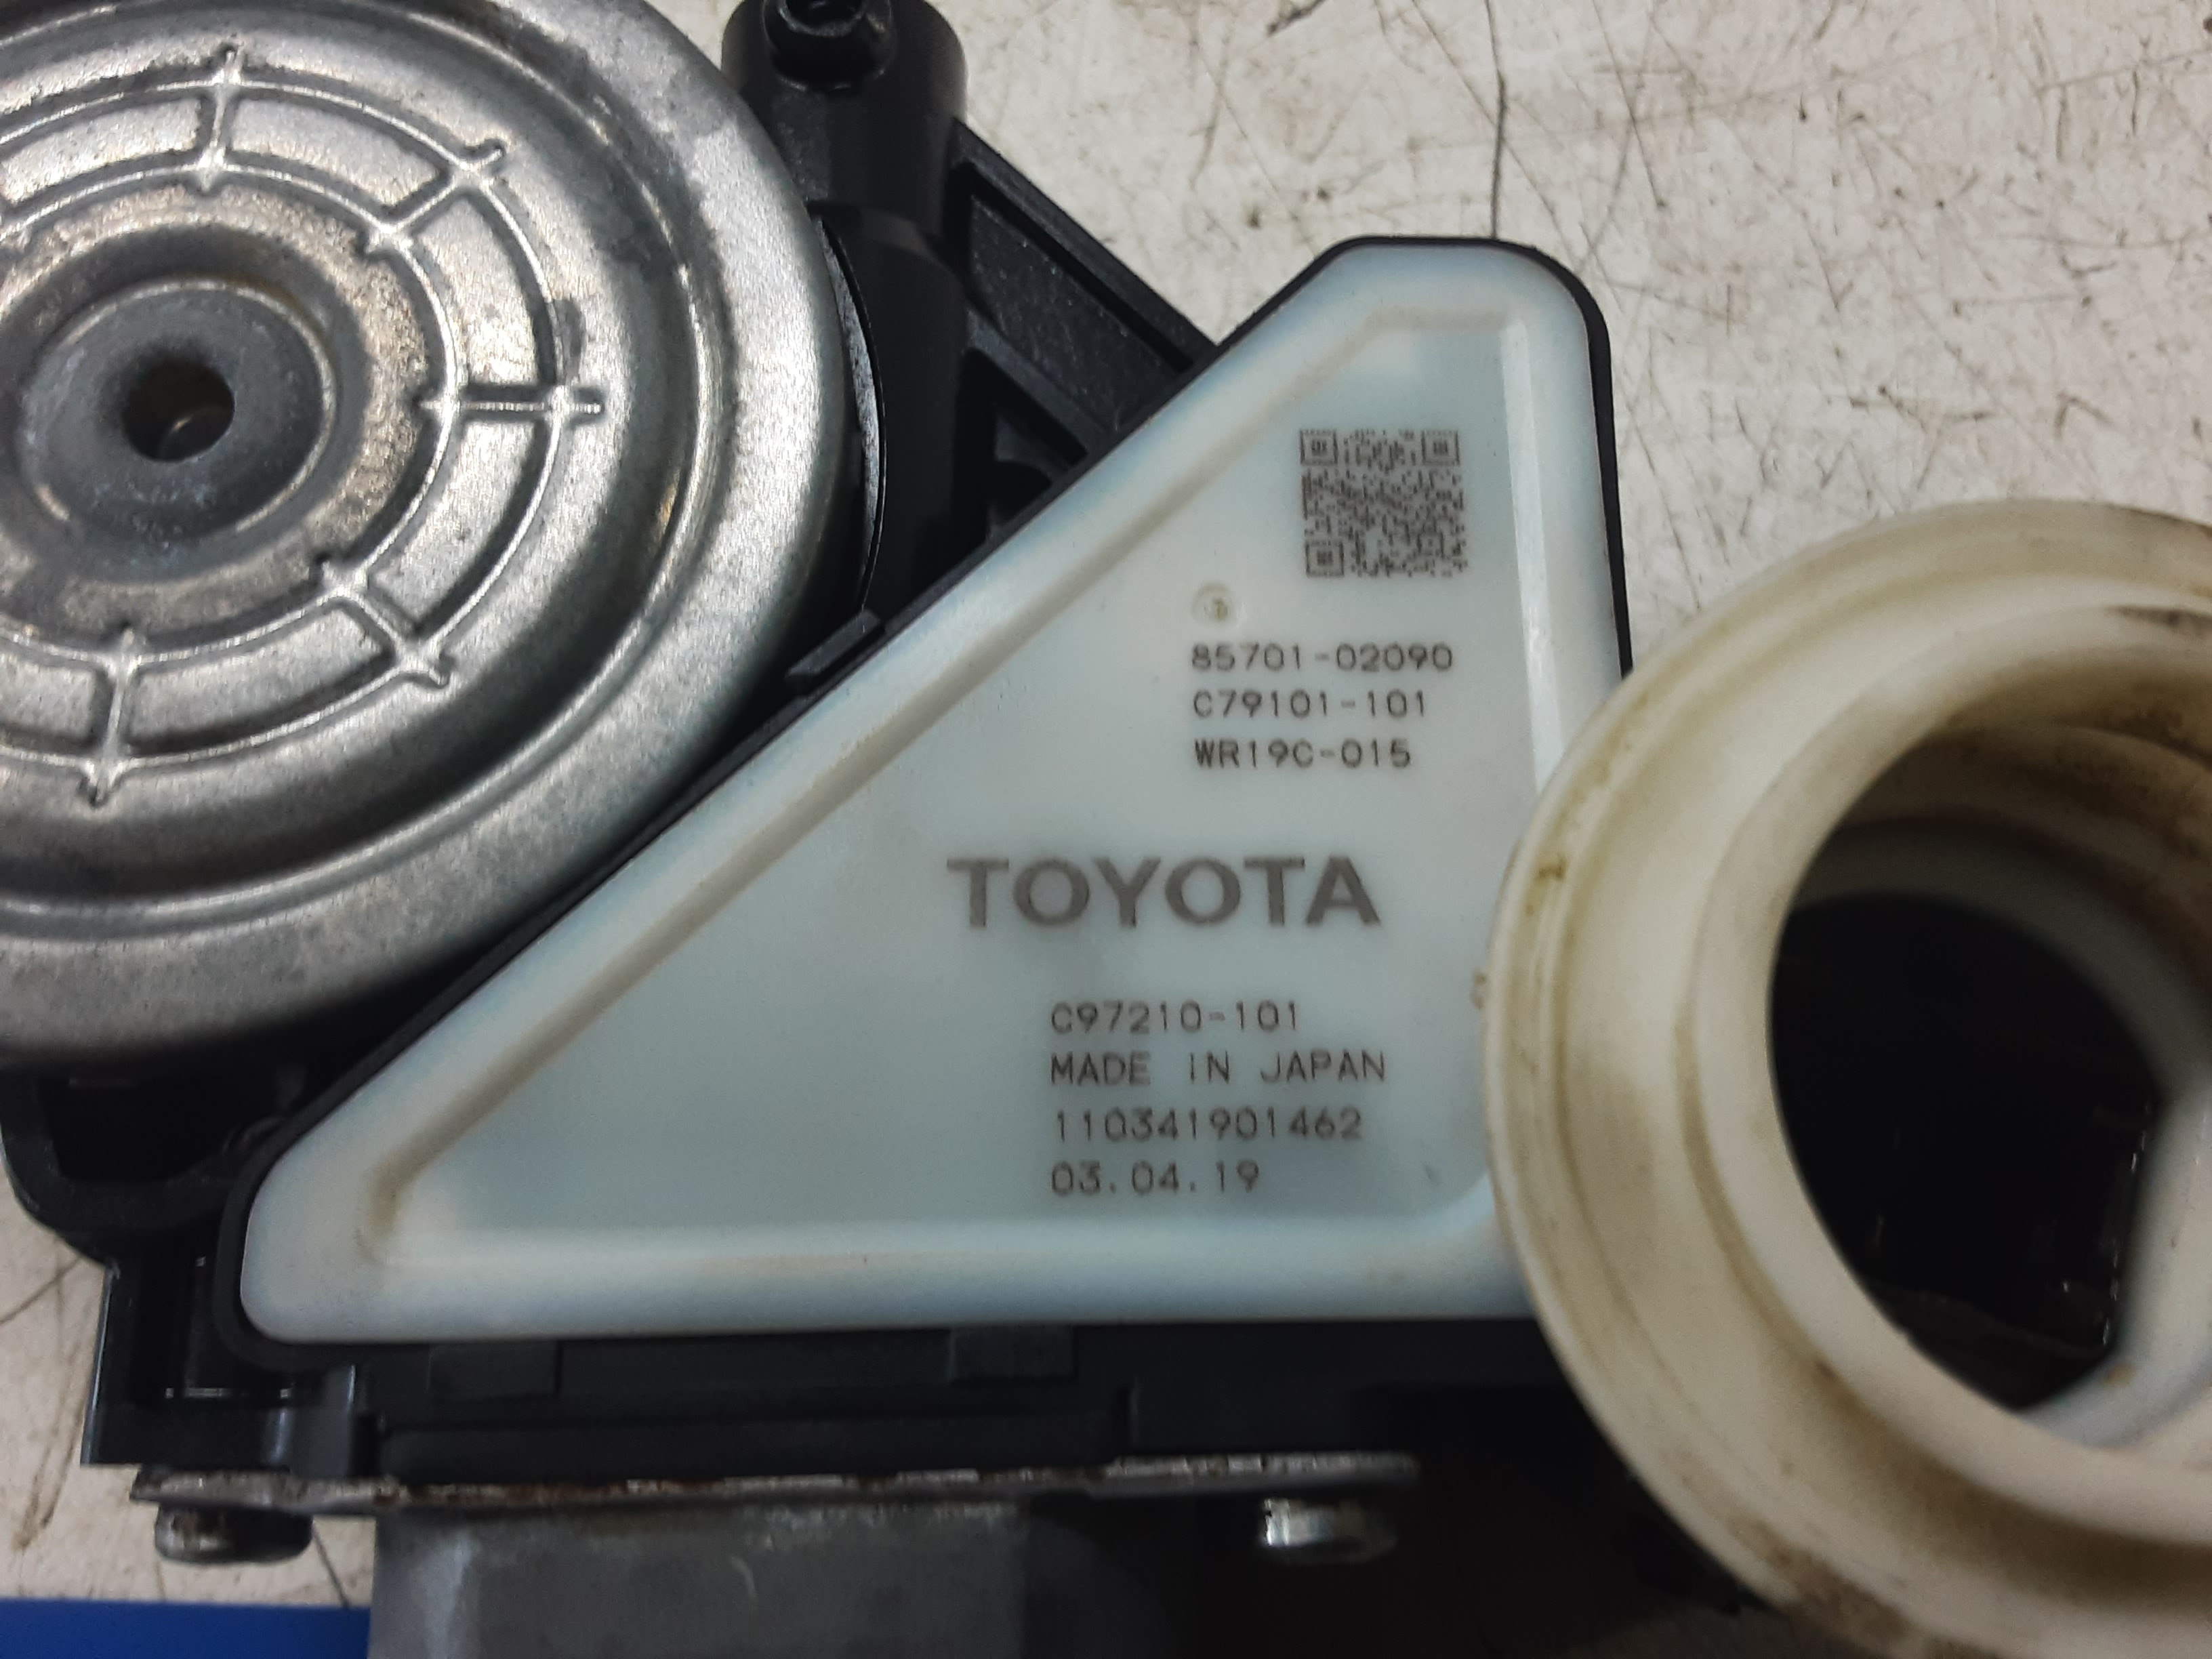 85701-02090
C79101-101
WR19C-015
TOYOTA
C97210-101
MADE IN JAPAN
110341901462
03.04.19